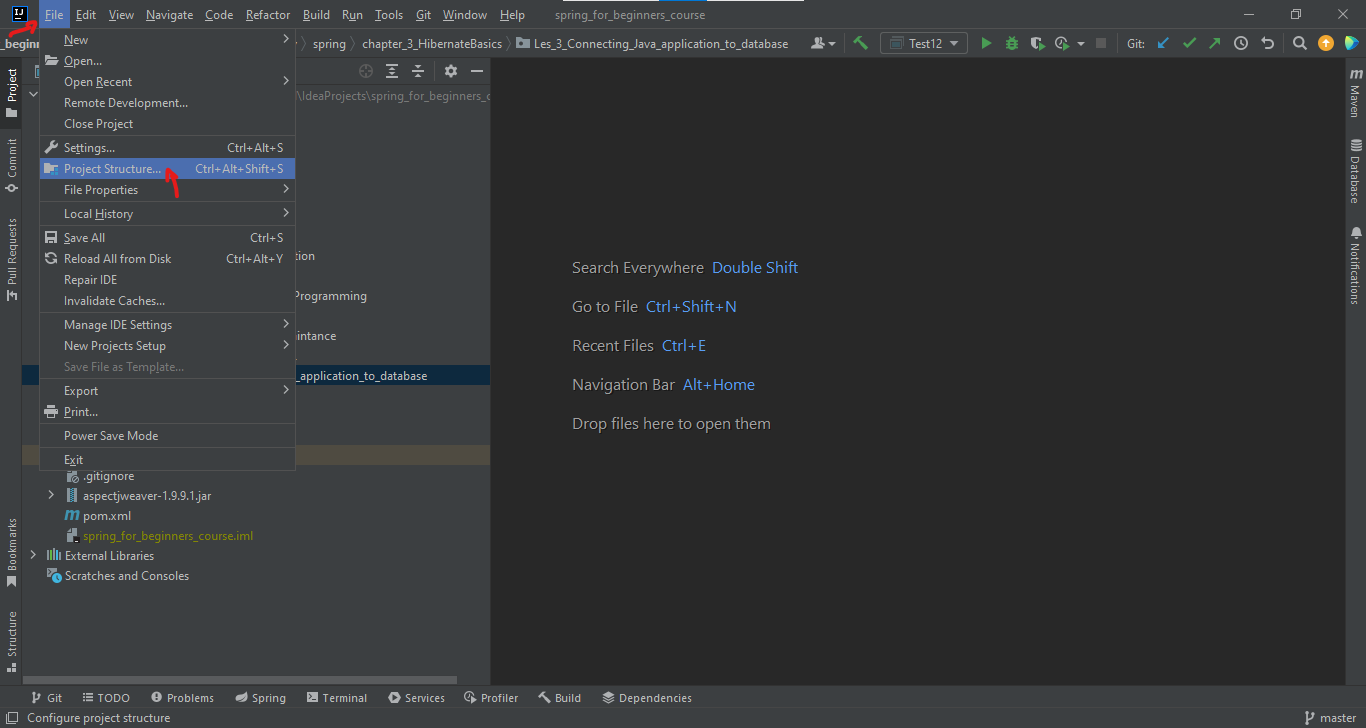 IJ File Edit View Navigate Code Refactor Build Run Tools Git Window Help spring_for_beginners_course
_beginn spring chapter_3_HibernateBasics Les_3_Connecting_Java_application_to_database Test12 Git:
New
Open...
\IdeaProjects\spring_for_beginners_c
Open Recent
Remote Development...
Close Project
Settings... Ctrl+Alt+S
Project Structure... Ctrl+Alt+Shift+S
File Properties
Local History
Save All Ctrl+S
Reload All from Disk Ctrl+Alt+Y
tion
Repair IDE
Invalidate Caches...
Programming
Manage IDE Settings
intance
New Projects Setup
Save File as Template...
_application_to_database
Export
Print...
Power Save Mode
Exit
.gitignore
aspectjweaver-1.9.9.1.jar
m pom.xml
spring_for_beginners_course.iml
External Libraries
Scratches and Consoles
Search Everywhere Double Shift
Go to File Ctrl+Shift+N
Recent Files Ctrl+E
Navigation Bar Alt+Home
Drop files here to open them
Project
Commit
Pull Requests
Bookmarks
Structure
m Maven
Database
Notifications
Git TODO Problems Spring Terminal Services Profiler Build Dependencies
Configure project structure master